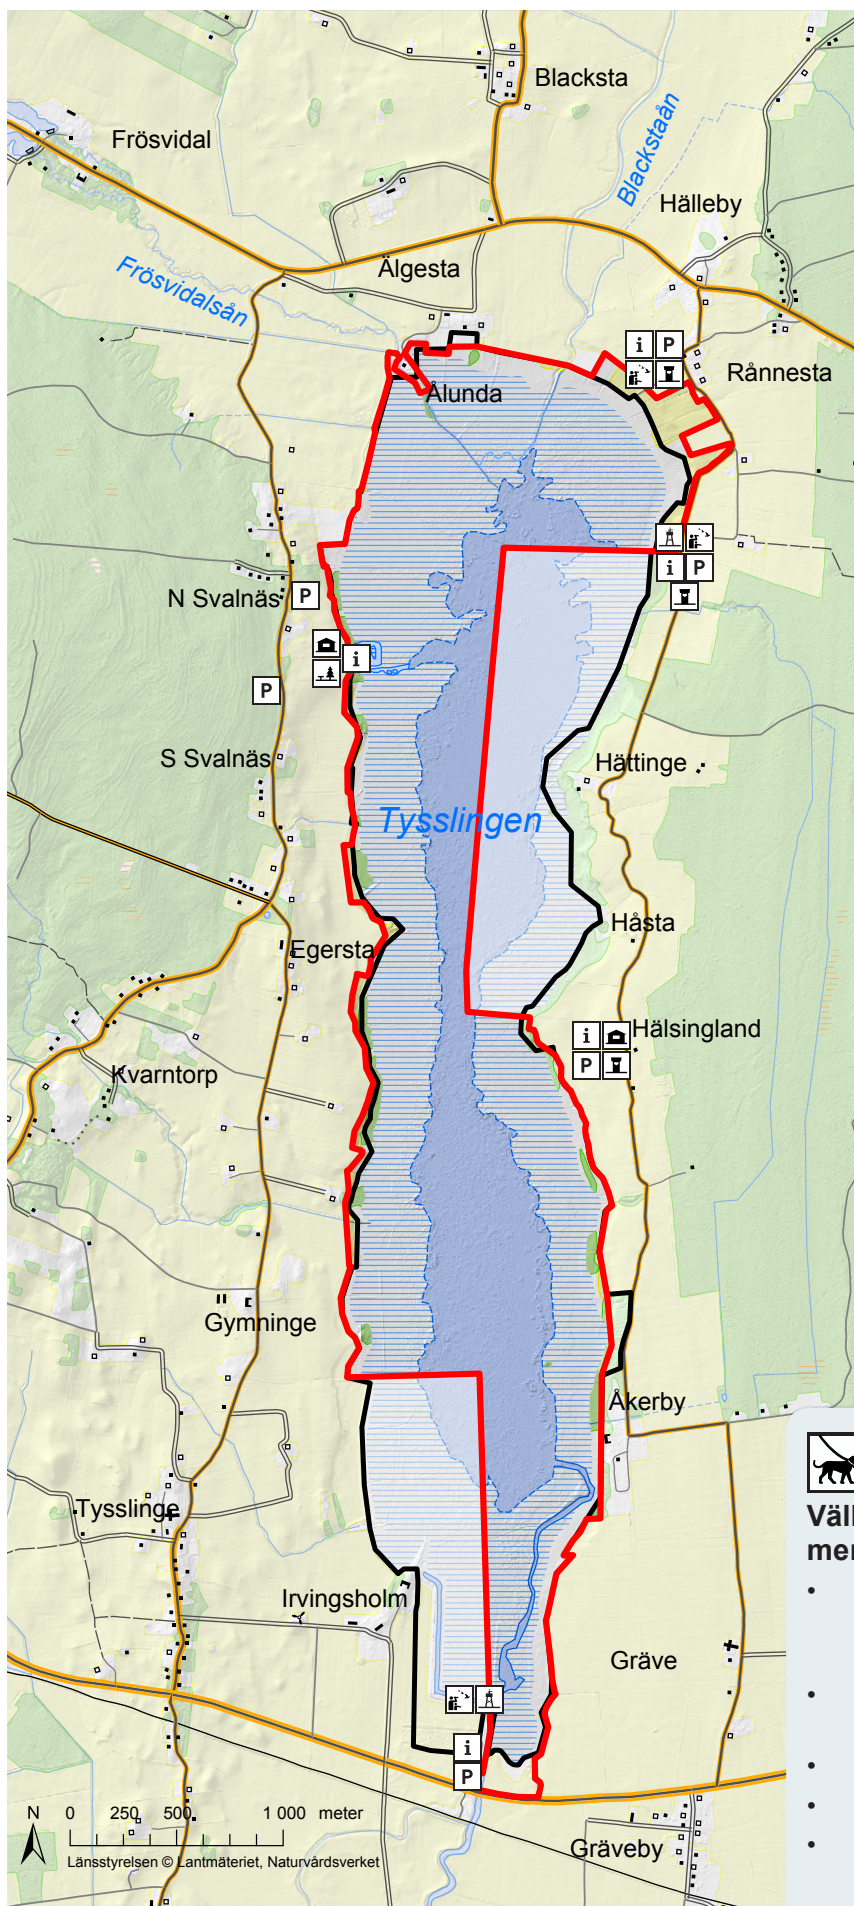 Blacksta
Frösvidal
Blackstaån
Hälleby
Älgesta
Frösvidalsån
i P
Rånnesta
Ålunda
i P
N Svalnäs P
i
P
S Svalnäs
Hättinge
Tysslingen
Håsta
Egersta
i
Hälsingland
P
Kvarntorp
Gymninge
Åkerby
Tysslinge
Irvingsholm
Gräve
i
P
N 0 250 500 1 000 meter
Länsstyrelsen © Lantmäteriet, Naturvårdsverket
Gräveby